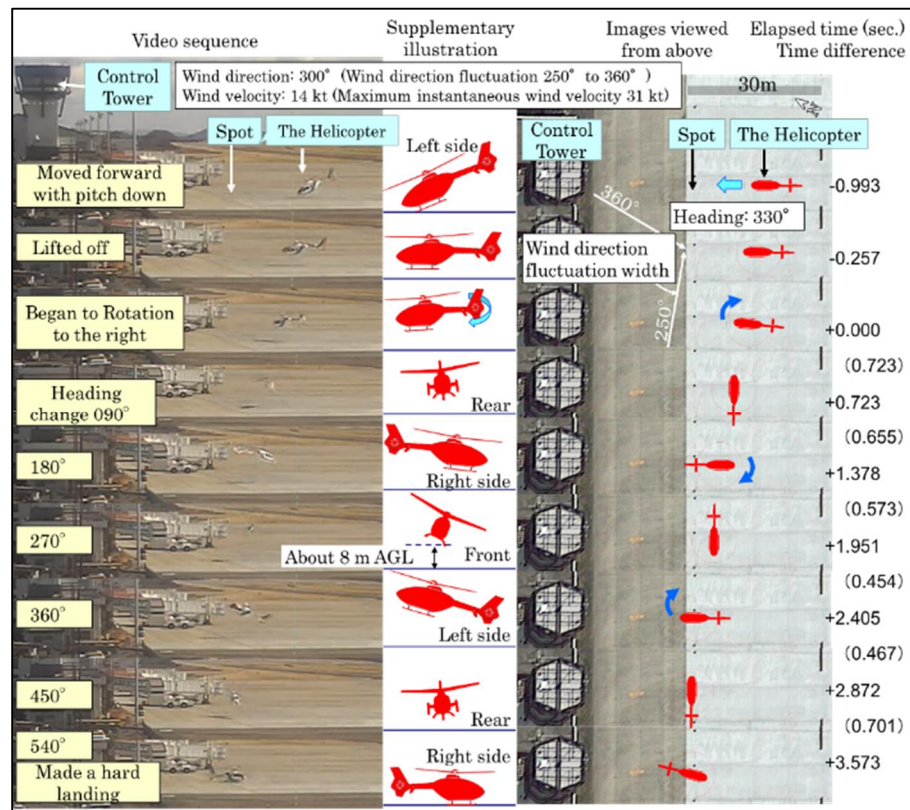 Video sequence
Supplementary
illustration
Images viewed
from above
Elapsed time (sec.)
Time difference
Control
Tower
Wind direction: 300° (Wind direction fluctuation 250° to 360°)
Wind velocity: 14 kt (Maximum instantaneous wind velocity 31 kt)
30m
Spot
The Helicopter
Left side
Control
Tower
Spot
The Helicopter
Moved forward
with pitch down
360°
Heading: 330°
-0.993
Lifted off
Wind direction
fluctuation width
-0.257
Began to Rotation
to the right
250°
+0.000
(0.723)
Heading
change 090°
Rear
+0.723
(0.655)
180°
Right side
+1.378
(0.573)
270°
About 8 m AGL
Front
+1.951
(0.454)
360°
Left side
+2.405
(0.467)
450°
Rear
+2.872
(0.701)
540°
Made a hard
landing
Right side
+3.573